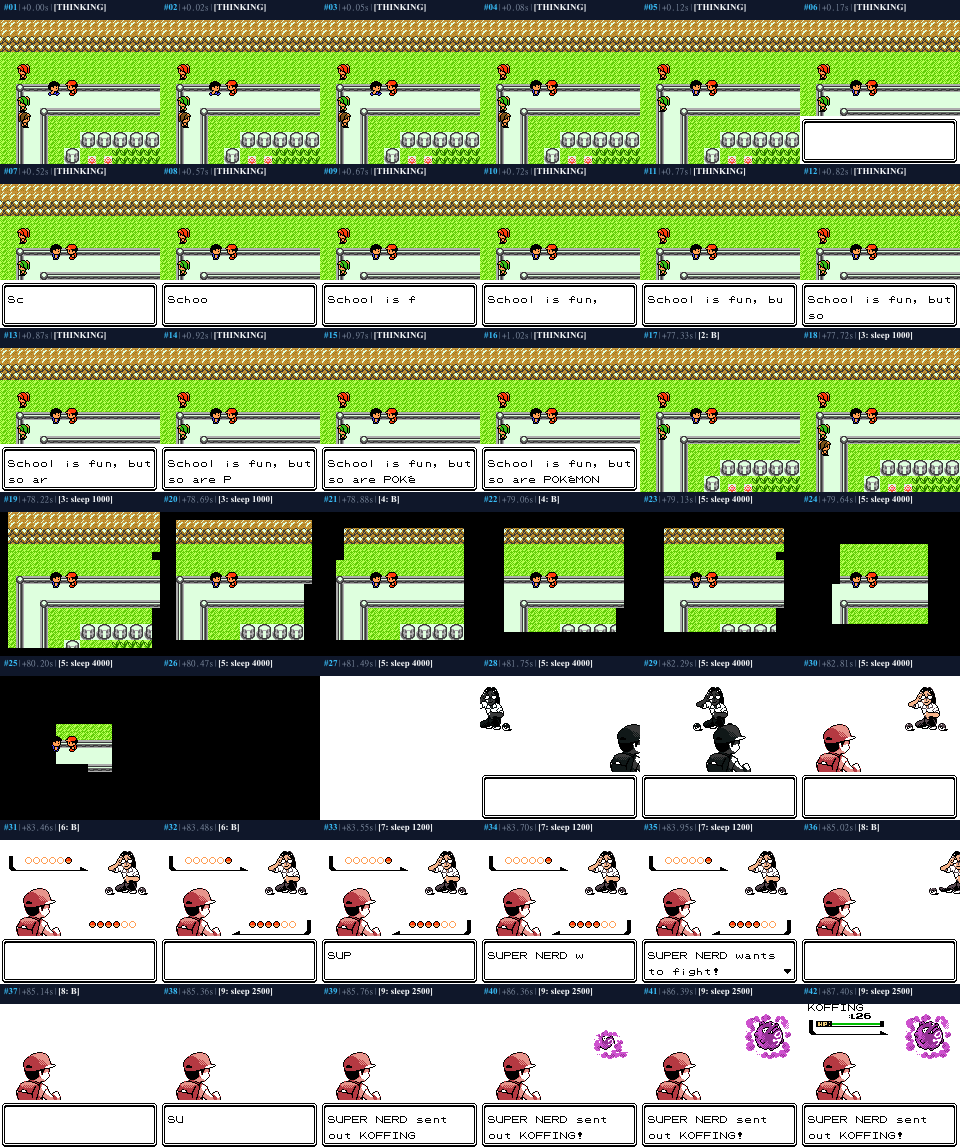 #01|+0.00s|[THINKING]
#02|+0.02s|[THINKING]
#03|+0.05s|[THINKING]
#04|+0.08s|[THINKING]
#05|+0.12s|[THINKING]
#06|+0.17s|[THINKING]
#07|+0.52s|[THINKING]
#08|+0.57s|[THINKING]
#09|+0.67s|[THINKING]
#10|+0.72s|[THINKING]
#11|+0.77s|[THINKING]
#12|+0.82s|[THINKING]
Sc
Schoo
School is f
School is fun,
School is fun, bu
School is fun, but
so
#13|+0.87s|[THINKING]
#14|+0.92s|[THINKING]
#15|+0.97s|[THINKING]
#16|+1.02s|[THINKING]
#17|+77.33s|[2: B]
#18|+77.72s|[3: sleep 1000]
School is fun, but
so ar
School is fun, but
so are P
School is fun, but
so are POKé
School is fun, but
so are POKéMON
#19|+78.22s|[3: sleep 1000]
#20|+78.69s|[3: sleep 1000]
#21|+78.88s|[4: B]
#22|+79.06s|[4: B]
#23|+79.13s|[5: sleep 4000]
#24|+79.64s|[5: sleep 4000]
#25|+80.20s|[5: sleep 4000]
#26|+80.47s|[5: sleep 4000]
#27|+81.49s|[5: sleep 4000]
#28|+81.75s|[5: sleep 4000]
#29|+82.29s|[5: sleep 4000]
#30|+82.81s|[5: sleep 4000]
#31|+83.46s|[6: B]
#32|+83.48s|[6: B]
#33|+83.55s|[7: sleep 1200]
#34|+83.70s|[7: sleep 1200]
#35|+83.95s|[7: sleep 1200]
#36|+85.02s|[8: B]
SUP
SUPER NERD w
SUPER NERD wants
to fight!
#37|+85.14s|[8: B]
#38|+85.36s|[9: sleep 2500]
#39|+85.76s|[9: sleep 2500]
#40|+86.36s|[9: sleep 2500]
#41|+86.39s|[9: sleep 2500]
#42|+87.40s|[9: sleep 2500]
KOFFING
:L26
HP:
SU
SUPER NERD sent
out KOFFING
SUPER NERD sent
out KOFFING!
SUPER NERD sent
out KOFFING!
SUPER NERD sent
out KOFFING!